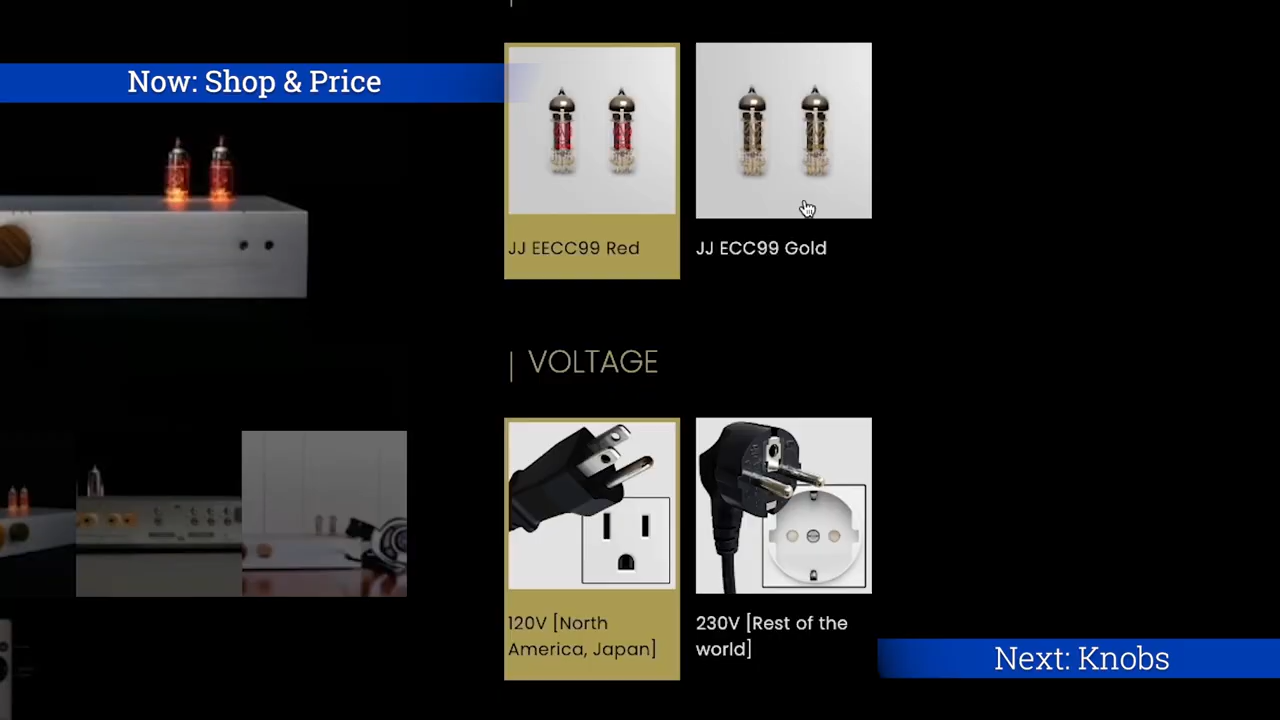 Now: Shop & Price
JJ EECC99 Red
JJ ECC99 Gold
| VOLTAGE
120V [North
America, Japan]
230V [Rest of the
world]
Next: Knobs